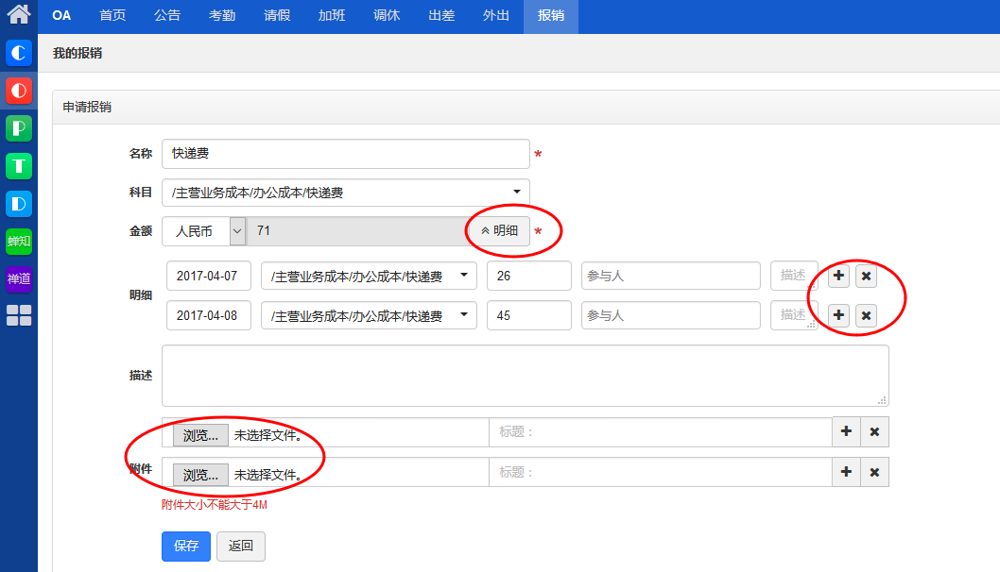 OA 首页 公告 考勤 请假 加班 调休 出差 外出 报销
我的报销
申请报销
名称 快递费 *
科目 /主营业务成本/办公成本/快递费
金额 人民币 71 明细 *
明细
2017-04-07 /主营业务成本/办公成本/快递费 26 参与人 描述
2017-04-08 /主营业务成本/办公成本/快递费 45 参与人 描述
描述
附件
浏览... 未选择文件。 标题：
浏览... 未选择文件。 标题：
附件大小不能大于4M
保存 返回
C
O
P
T
D
蝉知
禅道